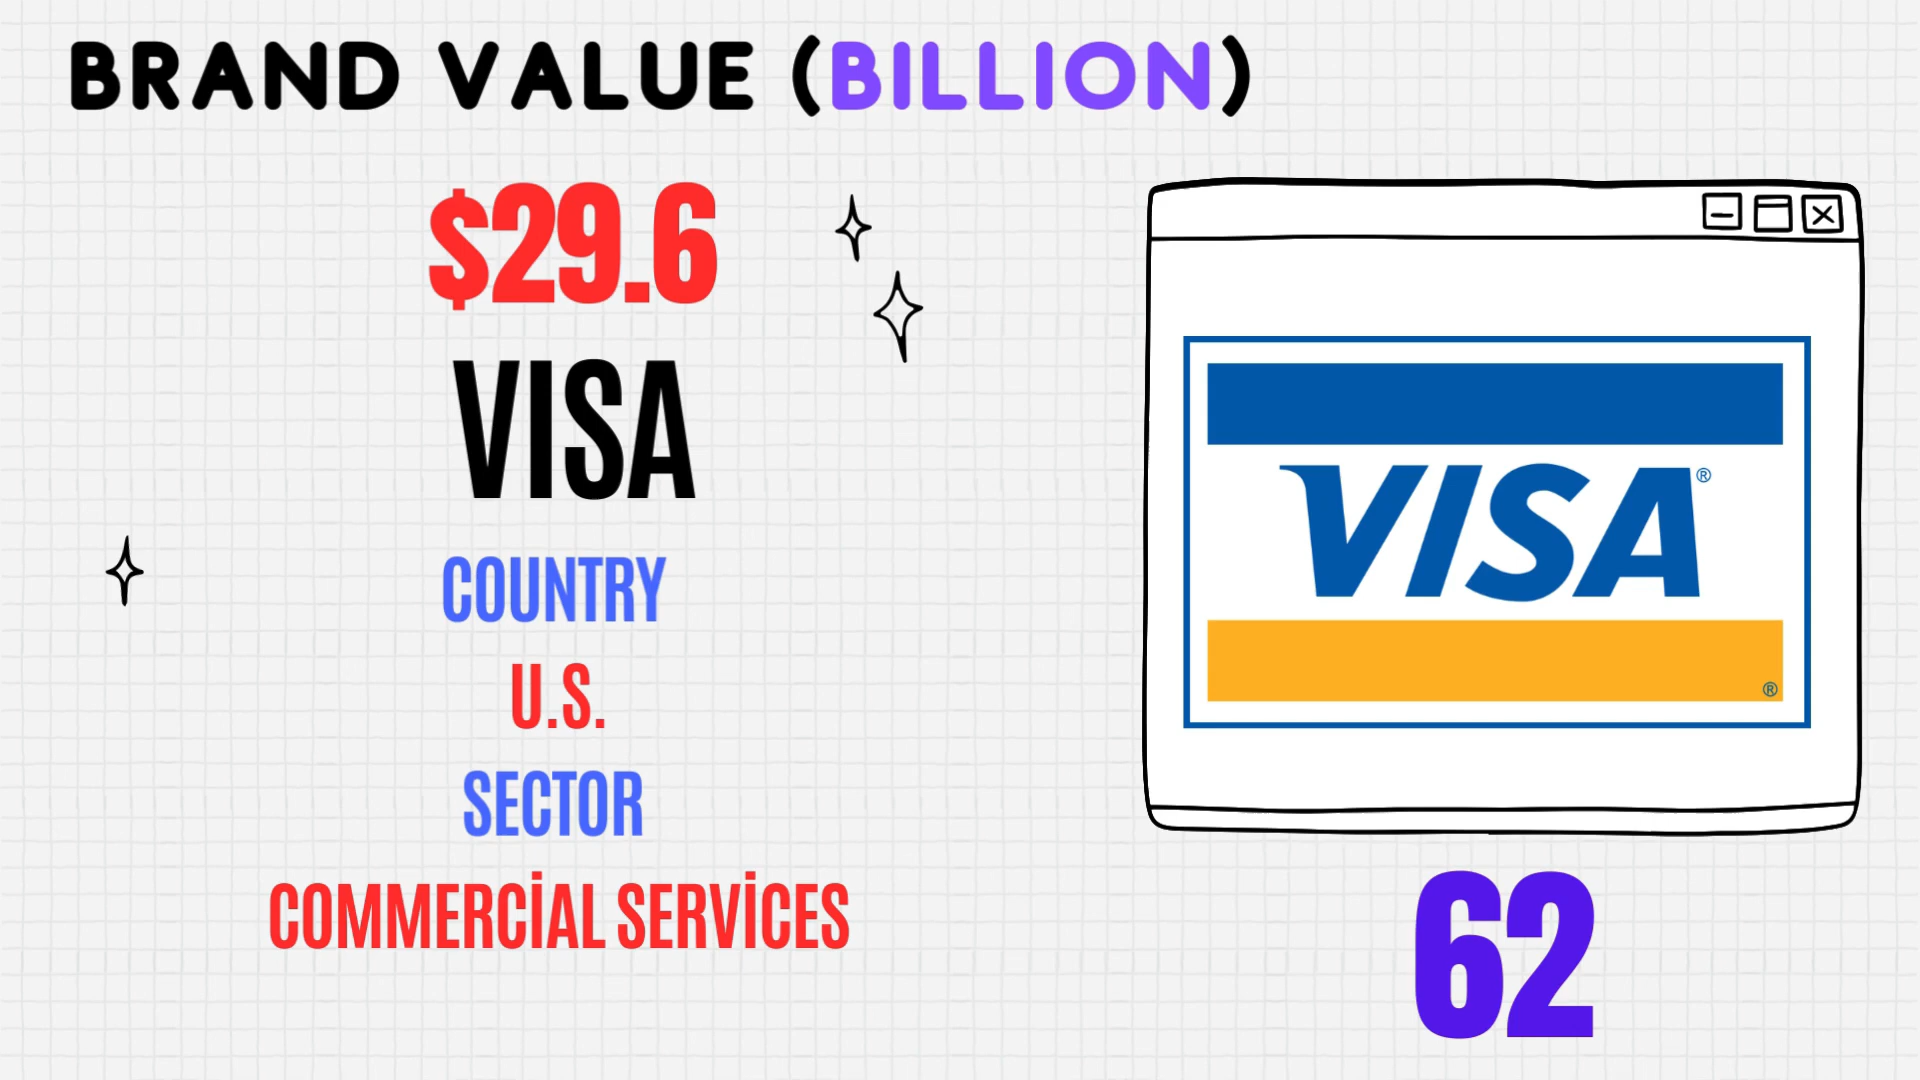 BRAND VALUE (BILLION)
$29.6
VISA
COUNTRY
U.S.
SECTOR
COMMERCİAL SERVİCES
VISA®
®
62